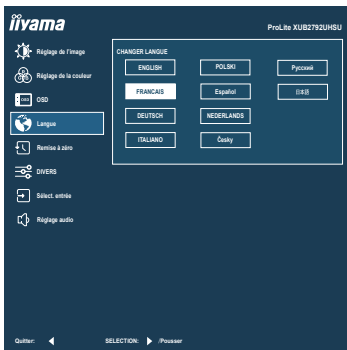 iiyama
ProLite XUB2792UHSU
Réglage de l'image
Réglage de la couleur
OSD OSD
Langue
Remise à zéro
DIVERS
Sélect. entrée
Réglage audio
CHANGER LANGUE
ENGLISH POLSKI Русский
FRANCAIS Español 日本語
DEUTSCH NEDERLANDS
ITALIANO Česky
Quitter: SELECTION: /Pousser